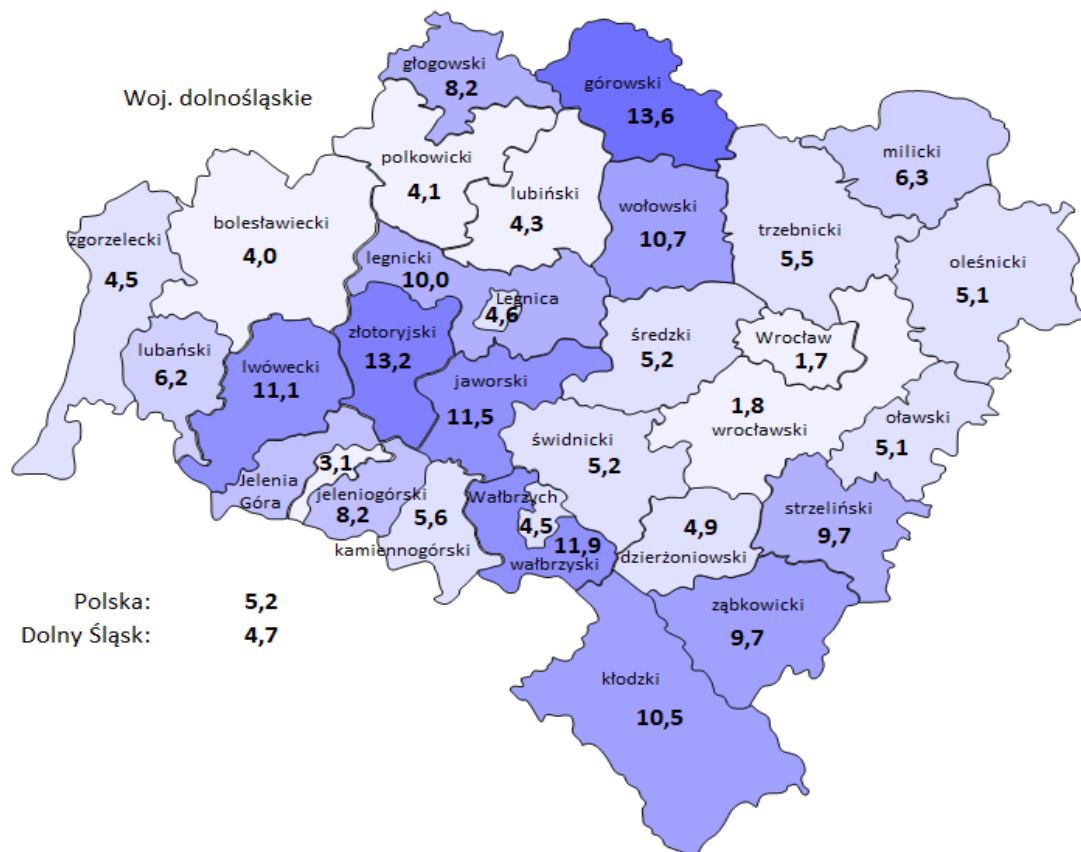 głogowski
8,2
górowski
13,6
Woj. dolnośląskie
polkowicki
4,1
lubiński
4,3
milicki
6,3
wołowski
10,7
trzebnicki
5,5
zgorzelecki
4,5
bolesławiecki
4,0
legnicki
10,0
oleśnicki
5,1
Legnica
4,6
złotoryjski
13,2
średzki
5,2
Wrocław
1,7
lubański
6,2
lwówecki
11,1
jaworski
11,5
1,8
wrocławski
oławski
5,1
świdnicki
5,2
3,1
Jelenia
Góra
jeleniogórski
8,2
5,6
kamiennogórski
Wałbrzych
4,5
11,9
wałbrzyski
4,9
dzierżoniowski
strzeliński
9,7
Polska: 5,2
Dolny Śląsk: 4,7
ząbkowicki
9,7
kłodzki
10,5